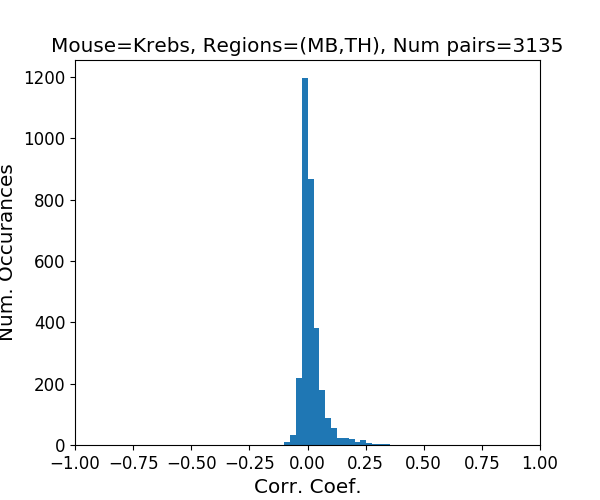 Mouse=Krebs, Regions=(MB,TH), Num pairs=3135
1200
1000
800
600
400
200
0
Num. Occurances
−1.00 −0.75 −0.50 −0.25 0.00 0.25 0.50 0.75 1.00
Corr. Coef.